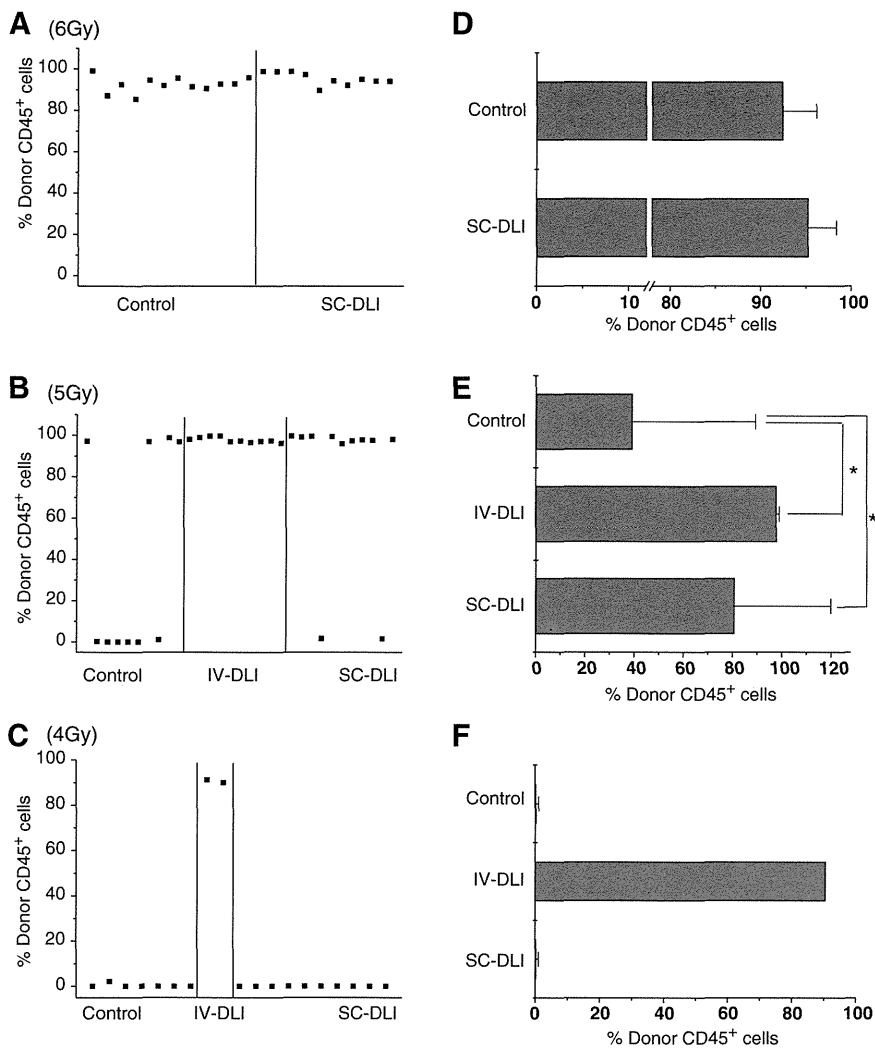 A (6Gy)
% Donor CD45+ cells
100
80
60
40
20
0
Control SC-DLI
D
Control
SC-DLI
0 10 80 90 100
% Donor CD45+ cells
B (5Gy)
% Donor CD45+ cells
100
80
60
40
20
0
Control IV-DLI SC-DLI
E
Control
IV-DLI
SC-DLI
*
*
0 20 40 60 80 100 120
% Donor CD45+ cells
C (4Gy)
% Donor CD45+ cells
100
80
60
40
20
0
Control IV-DLI SC-DLI
F
Control
IV-DLI
SC-DLI
0 20 40 60 80 100
% Donor CD45+ cells